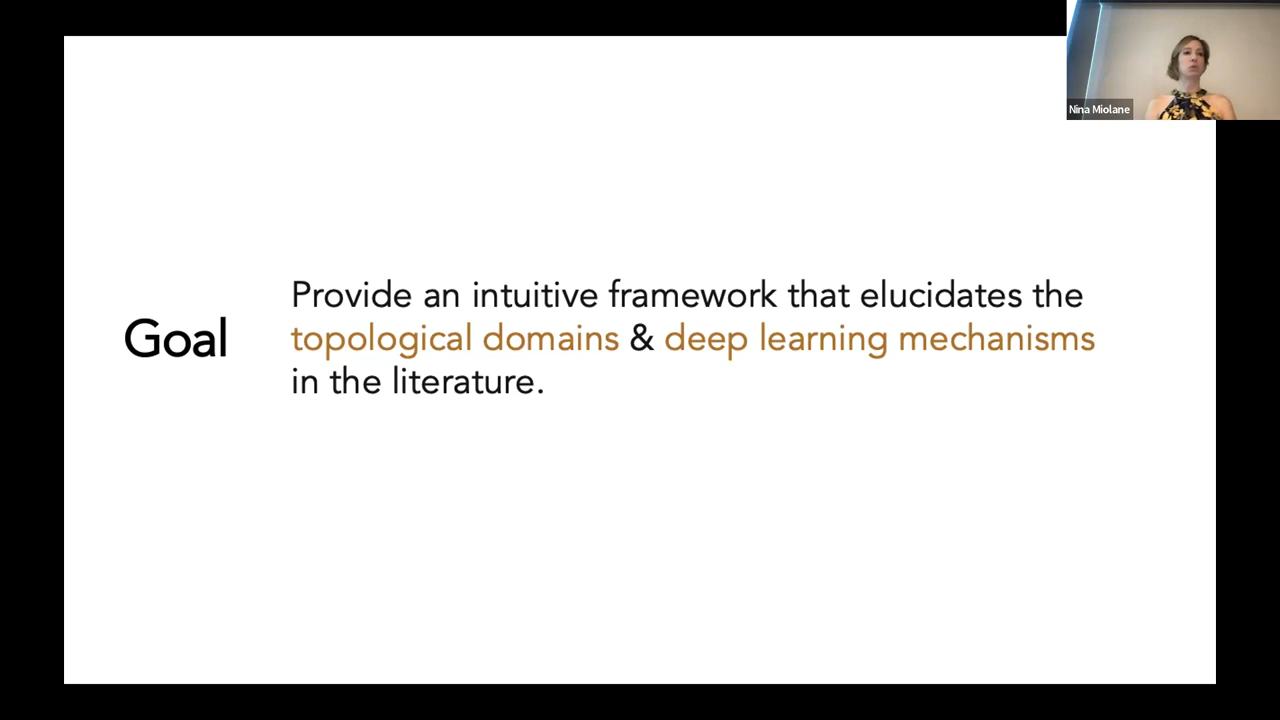 Nina Miolane
Goal
Provide an intuitive framework that elucidates the
topological domains & deep learning mechanisms
in the literature.